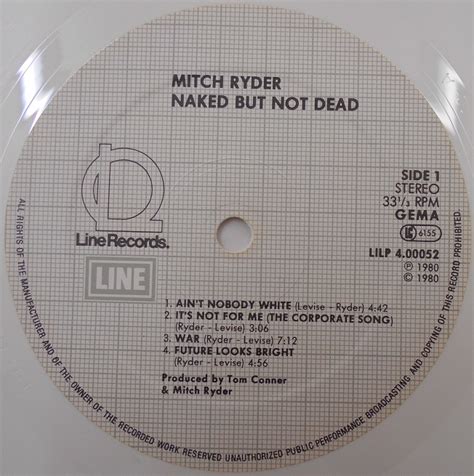 MITCH RYDER
NAKED BUT NOT DEAD
SIDE 1
STEREO
33 1/3 RPM
GEMA
LC 6155
LILP 4.00052
℗ 1980
© 1980
Line Records.
LINE
1. AIN'T NOBODY WHITE (Levise - Ryder) 4:42
2. IT'S NOT FOR ME (THE CORPORATE SONG)
(Ryder - Levise) 3:06
3. WAR (Ryder - Levise) 7:12
4. FUTURE LOOKS BRIGHT
(Ryder - Levise) 4:56
Produced by Tom Conner
& Mitch Ryder
ALL RIGHTS OF THE MANUFACTURER AND OF THE OWNER OF THE RECORDED WORK RESERVED UNAUTHORIZED PUBLIC PERFORMANCE BROADCASTING AND COPYING OF THIS RECORD PROHIBITED.